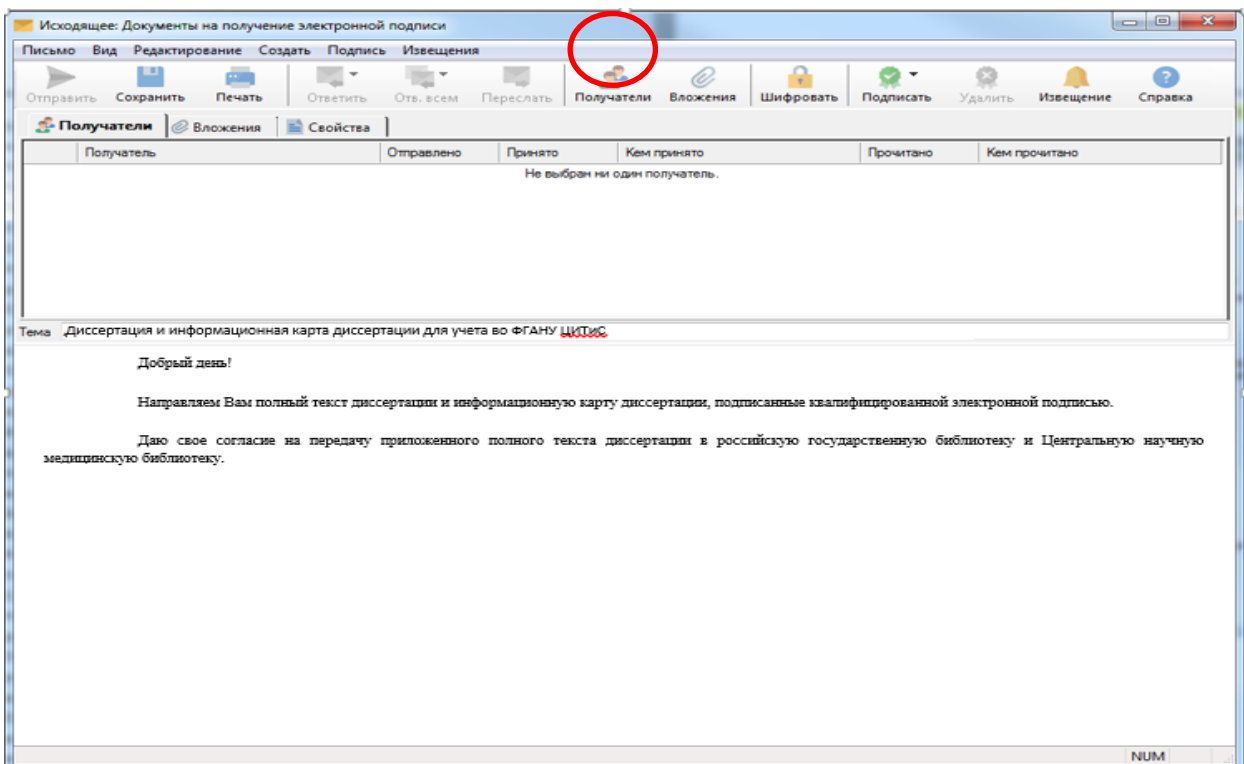 Исходящее: Документы на получение электронной подписи
Письмо Вид Редактирование Создать Подпись Извещения
Отправить Сохранить Печать Ответить Отв. всем Переслать Получатели Вложения Шифровать Подписать Удалить Извещение Справка
Получатели Вложения Свойства
Получатель Отправлено Принято Кем принято Прочитано Кем прочитано
Не выбран ни один получатель.
Тема Диссертация и информационная карта диссертации для учета во ФГАНУ ЦИТиС
Добрый день!
Направляем Вам полный текст диссертации и информационную карту диссертации, подписанные квалифицированной электронной подписью.
Даю свое согласие на передачу приложенного полного текста диссертации в российскую государственную библиотеку и Центральную научную
медицинскую библиотеку.
NUM